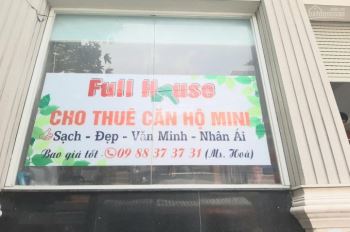 Full House
CHO THUÊ CĂN HỘ MINI
Sạch - Đẹp - Văn Minh - Nhân Ái
Bao giá tốt - 09 88 37 37 31 (Ms. Hoà)